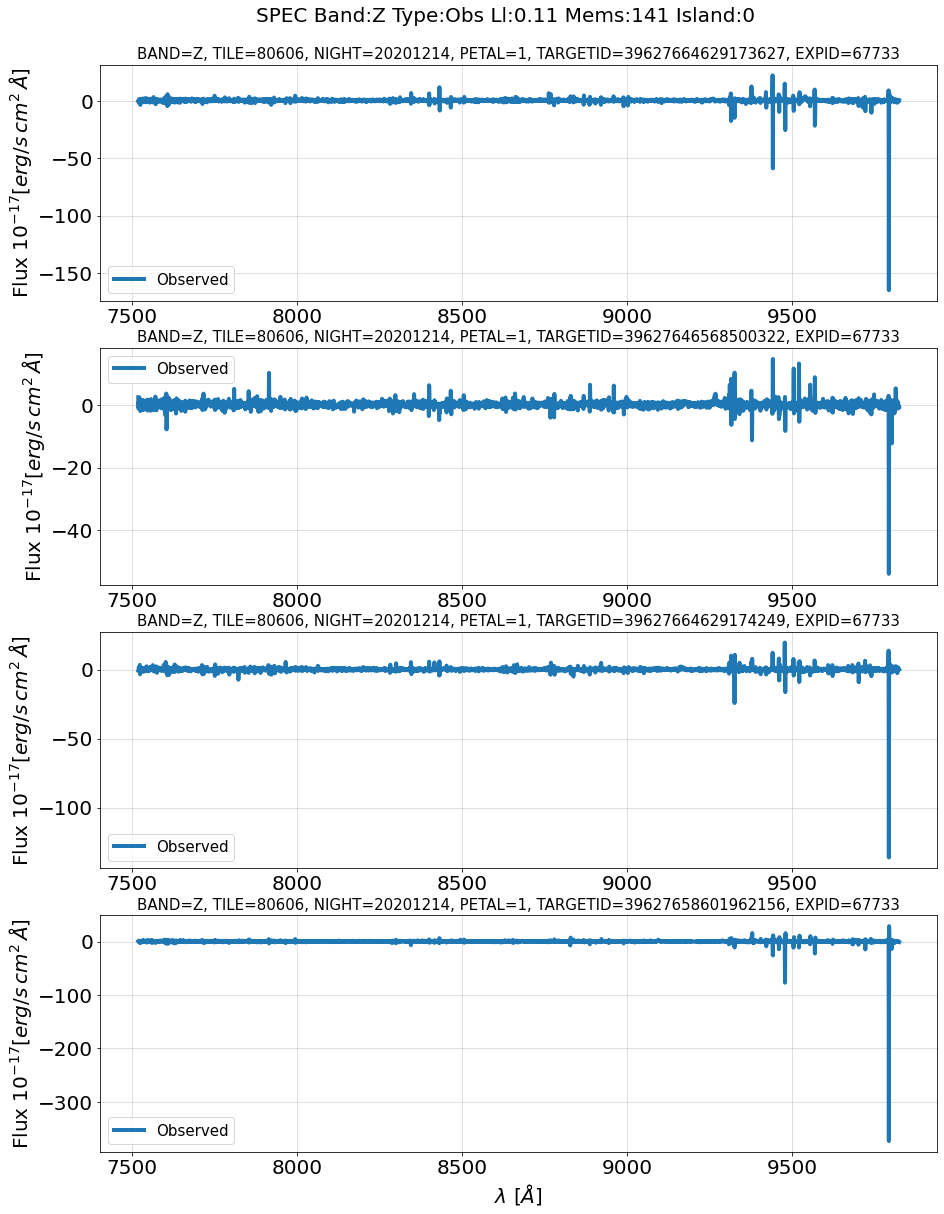 SPEC Band:Z Type:Obs Ll:0.11 Mems:141 Island:0
BAND=Z, TILE=80606, NIGHT=20201214, PETAL=1, TARGETID=39627664629173627, EXPID=67733
Flux 10^{-17}[erg/s cm^2 Å]
0
−50
−100
−150
Observed
7500 8000 8500 9000 9500
BAND=Z, TILE=80606, NIGHT=20201214, PETAL=1, TARGETID=39627646568500322, EXPID=67733
Flux 10^{-17}[erg/s cm^2 Å]
Observed
0
−20
−40
7500 8000 8500 9000 9500
BAND=Z, TILE=80606, NIGHT=20201214, PETAL=1, TARGETID=39627664629174249, EXPID=67733
Flux 10^{-17}[erg/s cm^2 Å]
0
−50
−100
Observed
7500 8000 8500 9000 9500
BAND=Z, TILE=80606, NIGHT=20201214, PETAL=1, TARGETID=39627658601962156, EXPID=67733
Flux 10^{-17}[erg/s cm^2 Å]
0
−100
−200
−300
Observed
7500 8000 8500 9000 9500
λ [Å]